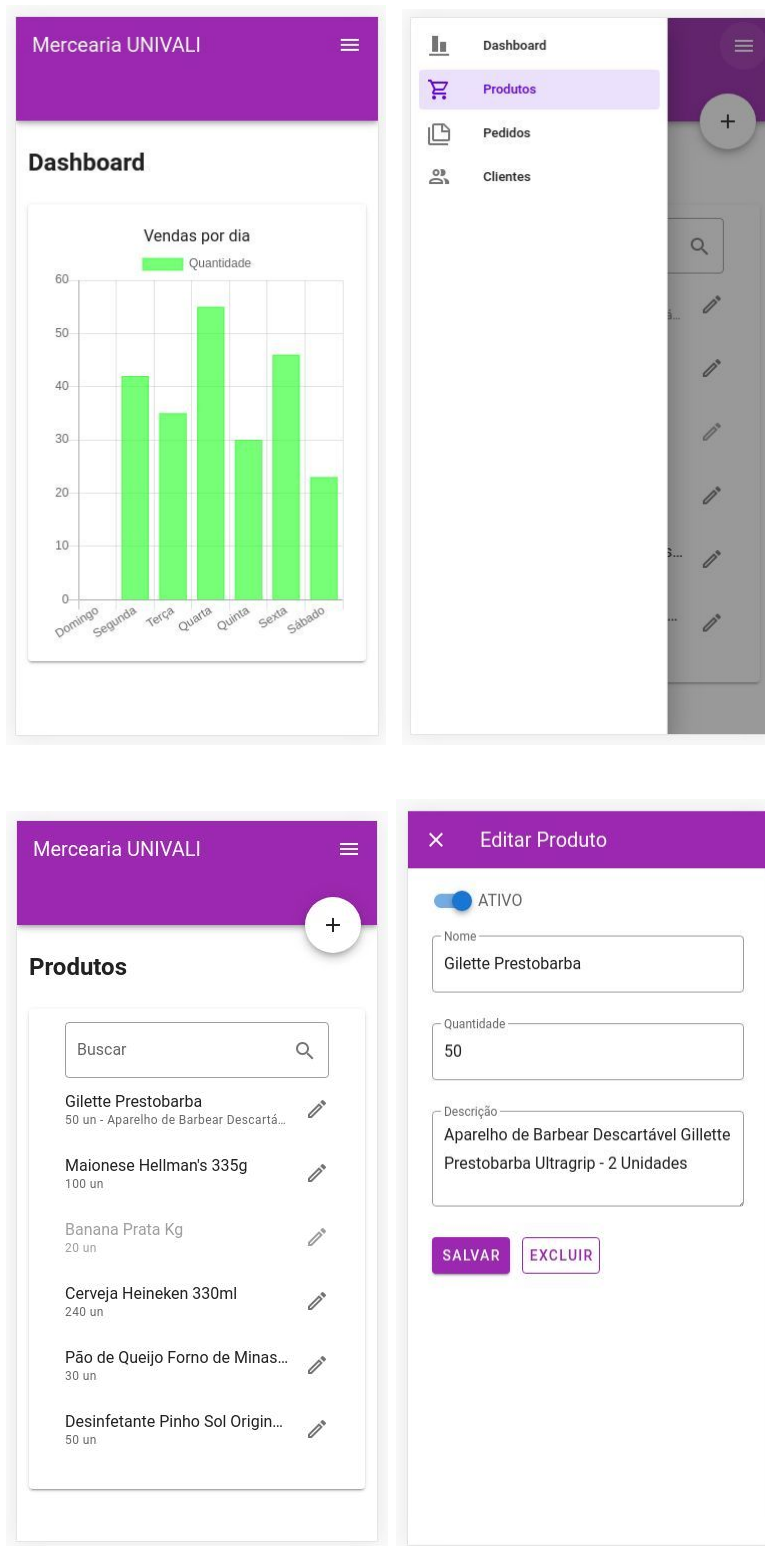 Mercearia UNIVALI
Dashboard
Vendas por dia
Quantidade
60
50
40
30
20
10
0
Domingo
Segunda
Terça
Quarta
Quinta
Sexta
Sábado
Dashboard
Produtos
Pedidos
Clientes
Mercearia UNIVALI
Produtos
Buscar
Gilette Prestobarba
50 un - Aparelho de Barbear Descartá...
Maionese Hellman's 335g
100 un
Banana Prata Kg
20 un
Cerveja Heineken 330ml
240 un
Pão de Queijo Forno de Minas...
30 un
Desinfetante Pinho Sol Origin...
50 un
Editar Produto
ATIVO
Nome
Gilette Prestobarba
Quantidade
50
Descrição
Aparelho de Barbear Descartável Gillette
Prestobarba Ultragrip - 2 Unidades
SALVAR
EXCLUIR